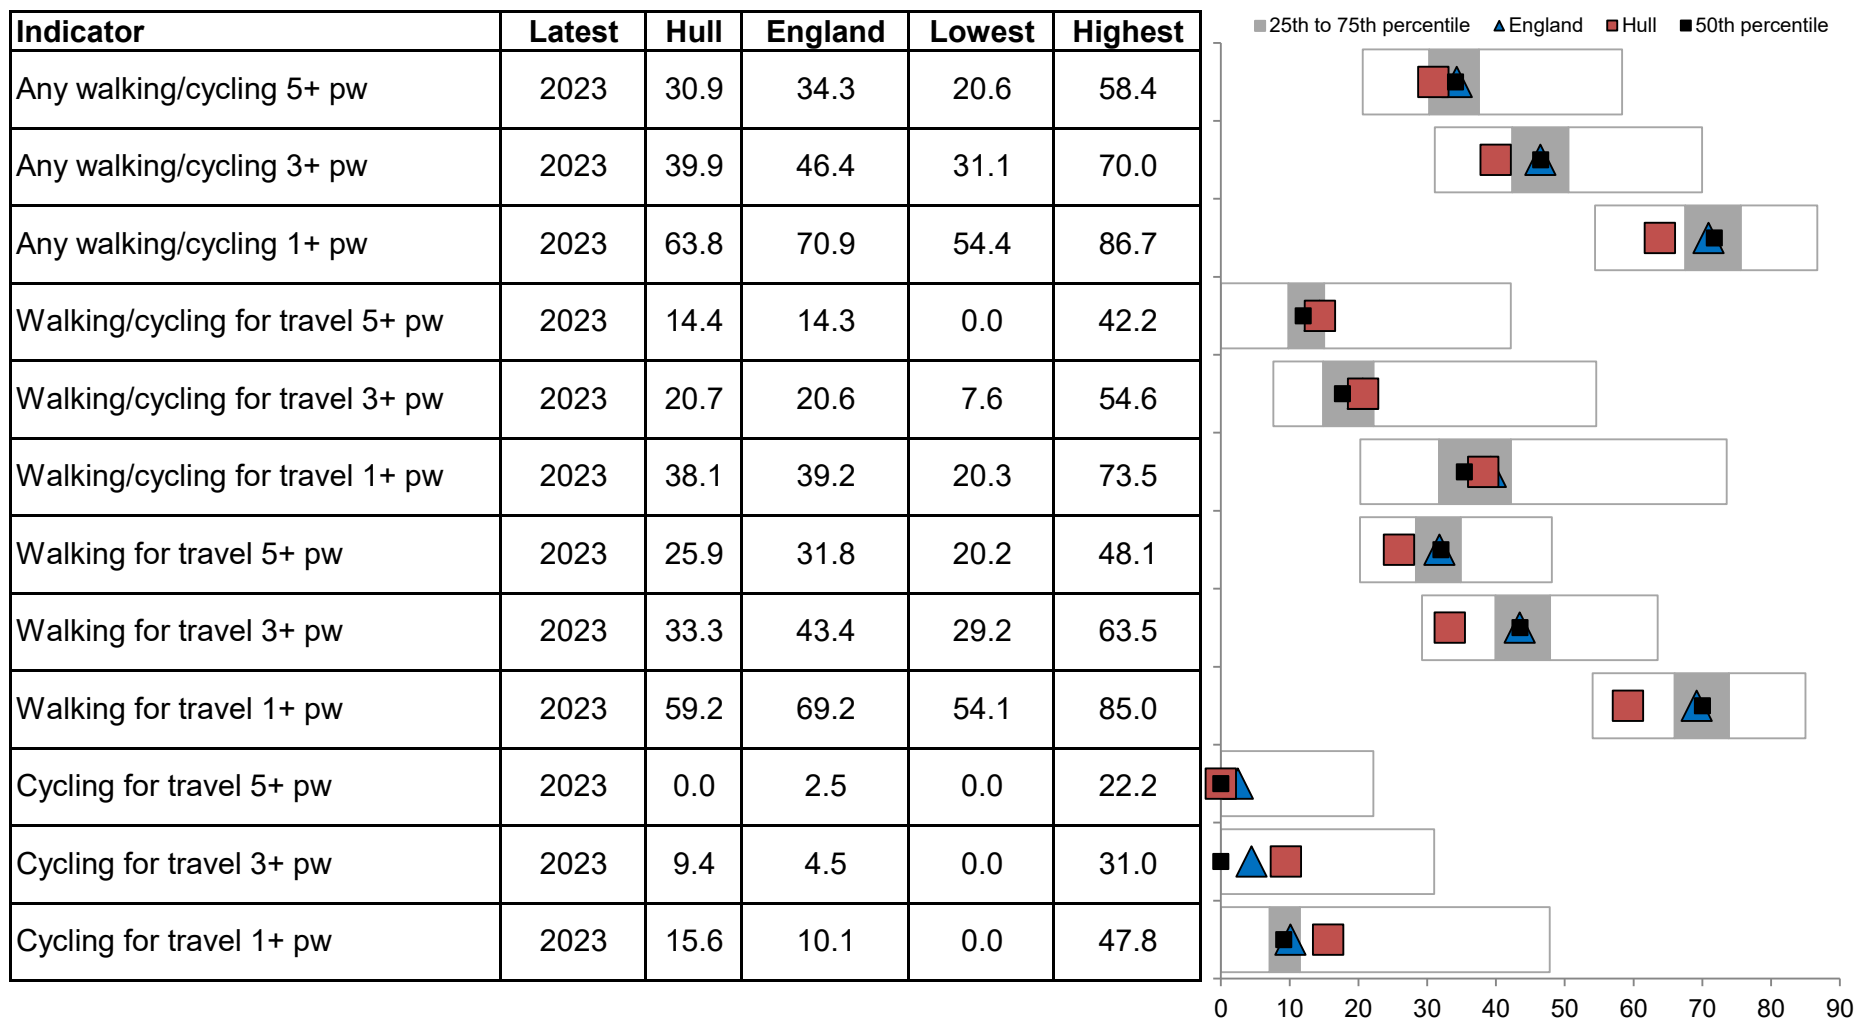 Indicator Latest Hull England Lowest Highest
Any walking/cycling 5+ pw 2023 30.9 34.3 20.6 58.4
Any walking/cycling 3+ pw 2023 39.9 46.4 31.1 70.0
Any walking/cycling 1+ pw 2023 63.8 70.9 54.4 86.7
Walking/cycling for travel 5+ pw 2023 14.4 14.3 0.0 42.2
Walking/cycling for travel 3+ pw 2023 20.7 20.6 7.6 54.6
Walking/cycling for travel 1+ pw 2023 38.1 39.2 20.3 73.5
Walking for travel 5+ pw 2023 25.9 31.8 20.2 48.1
Walking for travel 3+ pw 2023 33.3 43.4 29.2 63.5
Walking for travel 1+ pw 2023 59.2 69.2 54.1 85.0
Cycling for travel 5+ pw 2023 0.0 2.5 0.0 22.2
Cycling for travel 3+ pw 2023 9.4 4.5 0.0 31.0
Cycling for travel 1+ pw 2023 15.6 10.1 0.0 47.8
25th to 75th percentile England Hull 50th percentile
0 10 20 30 40 50 60 70 80 90